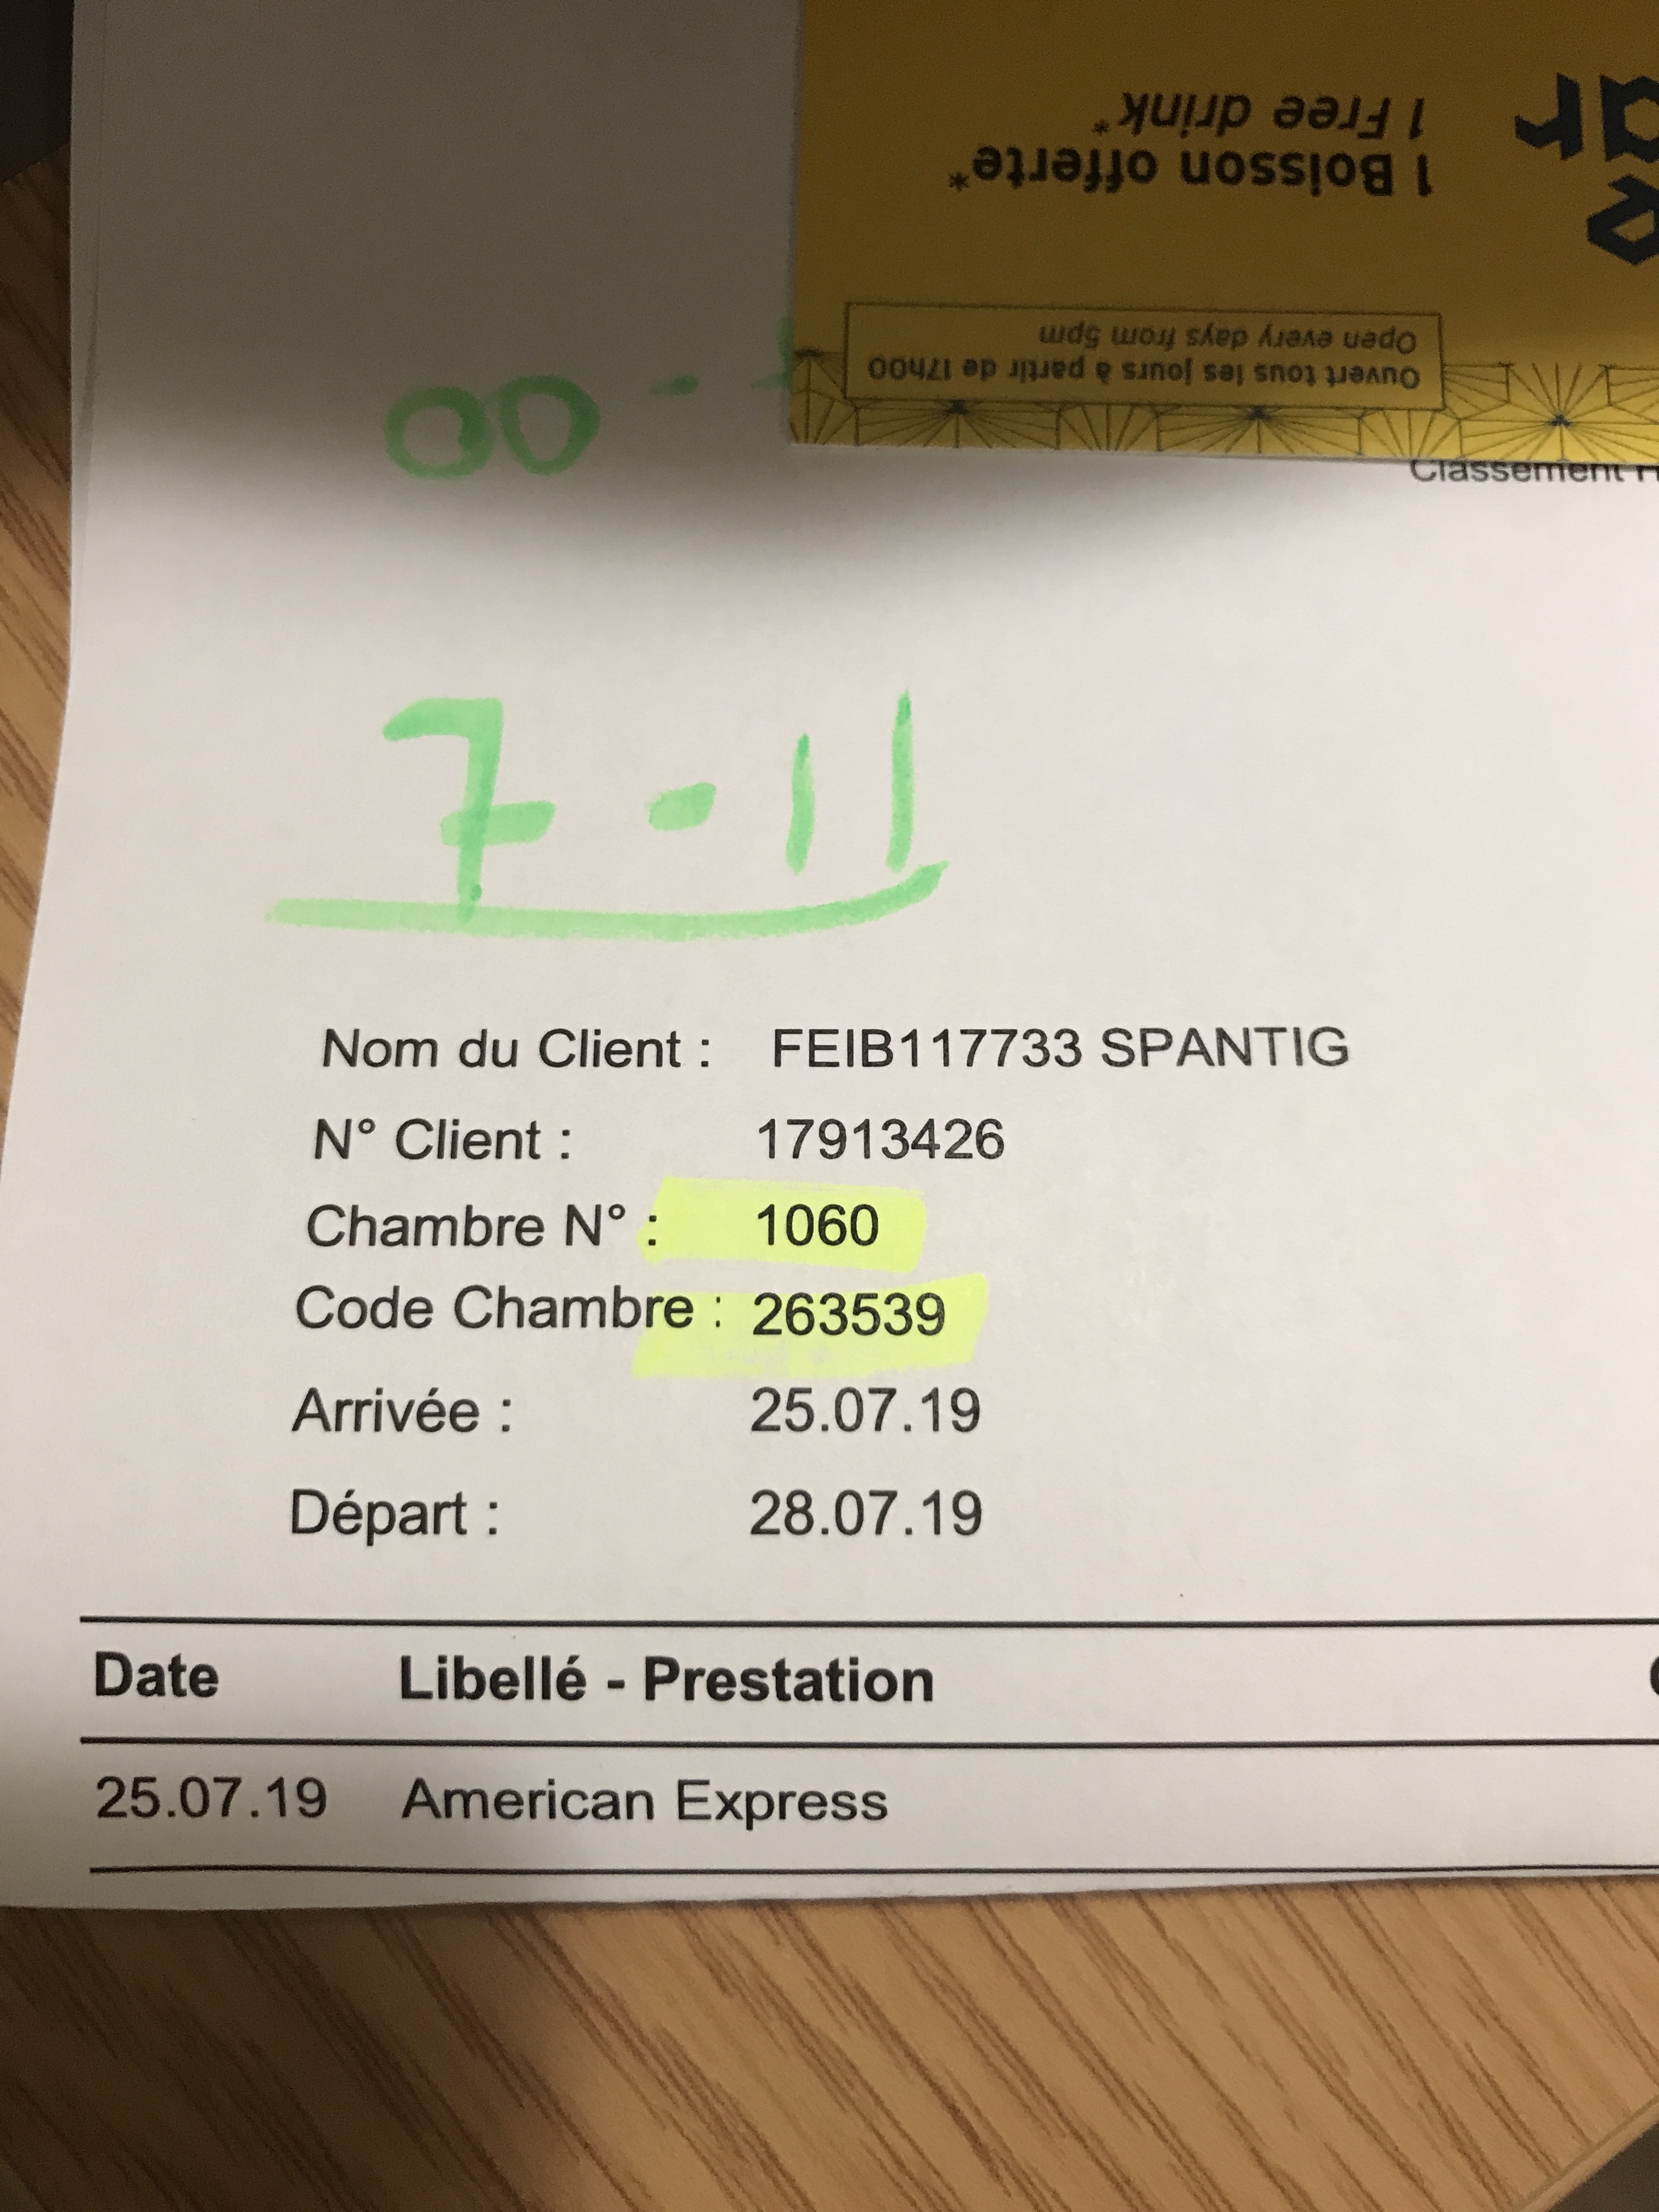 1 Boisson offerte*
1 Free drink*
Ouvert tous les jours à partir de 17h00
Open every days from 5pm
00 -
7-11
Nom du Client : FEIB117733 SPANTIG
N° Client : 17913426
Chambre N° : 1060
Code Chambre : 263539
Arrivée : 25.07.19
Départ : 28.07.19
Date Libellé - Prestation
25.07.19 American Express